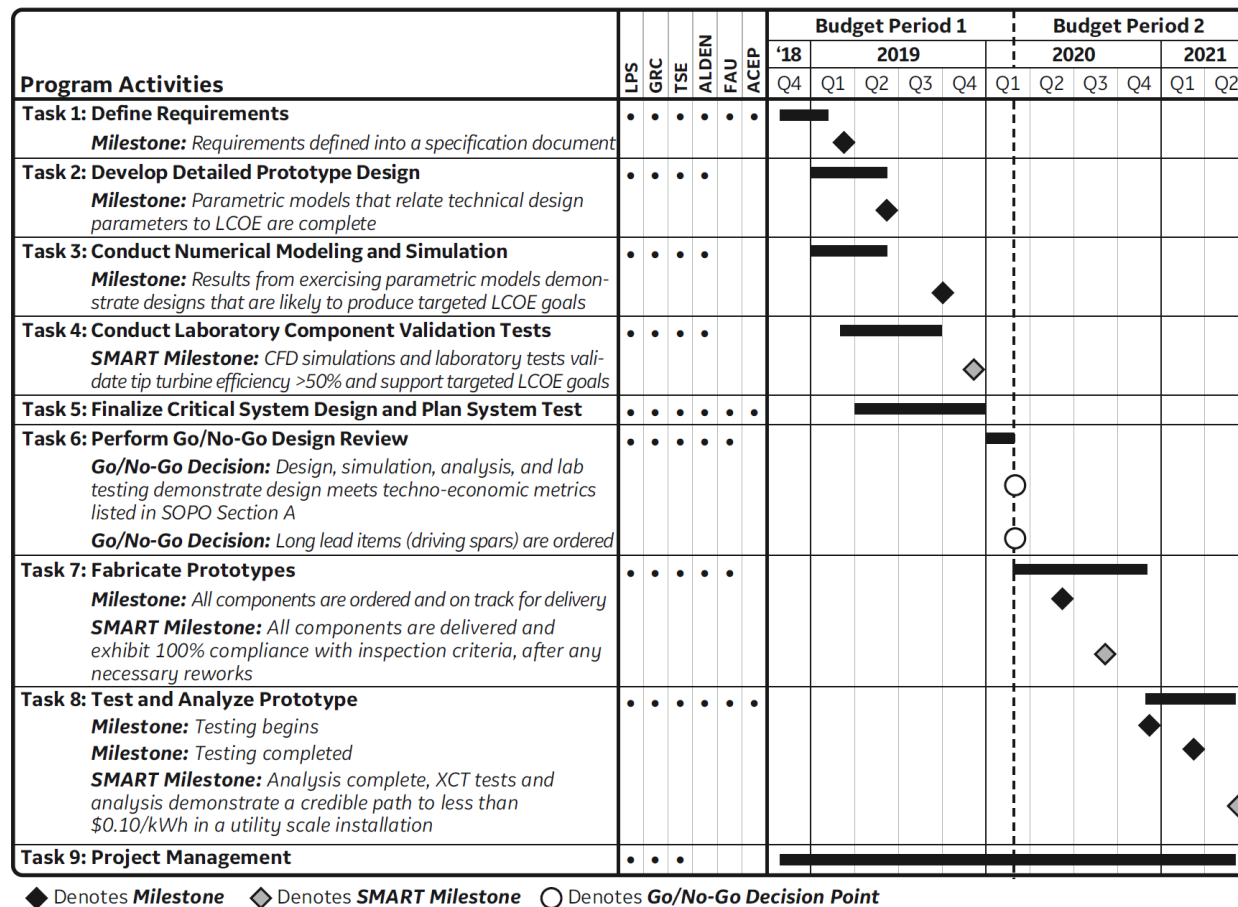 Budget Period 1 Budget Period 2
‘18 2019 2020 2021
Program Activities LPS GRC TSE ALDEN FAU ACEP Q4 Q1 Q2 Q3 Q4 Q1 Q2 Q3 Q4 Q1 Q2
Task 1: Define Requirements • • • • • •
Milestone: Requirements defined into a specification document
Task 2: Develop Detailed Prototype Design • • • •
Milestone: Parametric models that relate technical design
parameters to LCOE are complete
Task 3: Conduct Numerical Modeling and Simulation • • • •
Milestone: Results from exercising parametric models demon-
strate designs that are likely to produce targeted LCOE goals
Task 4: Conduct Laboratory Component Validation Tests • • • •
SMART Milestone: CFD simulations and laboratory tests vali-
date tip turbine efficiency >50% and support targeted LCOE goals
Task 5: Finalize Critical System Design and Plan System Test • • • • • •
Task 6: Perform Go/No-Go Design Review • • • • •
Go/No-Go Decision: Design, simulation, analysis, and lab
testing demonstrate design meets techno-economic metrics
listed in SOPO Section A
Go/No-Go Decision: Long lead items (driving spars) are ordered
Task 7: Fabricate Prototypes • • • • •
Milestone: All components are ordered and on track for delivery
SMART Milestone: All components are delivered and
exhibit 100% compliance with inspection criteria, after any
necessary reworks
Task 8: Test and Analyze Prototype • • • • • •
Milestone: Testing begins
Milestone: Testing completed
SMART Milestone: Analysis complete, XCT tests and
analysis demonstrate a credible path to less than
$0.10/kWh in a utility scale installation
Task 9: Project Management • • •
Denotes Milestone Denotes SMART Milestone Denotes Go/No-Go Decision Point